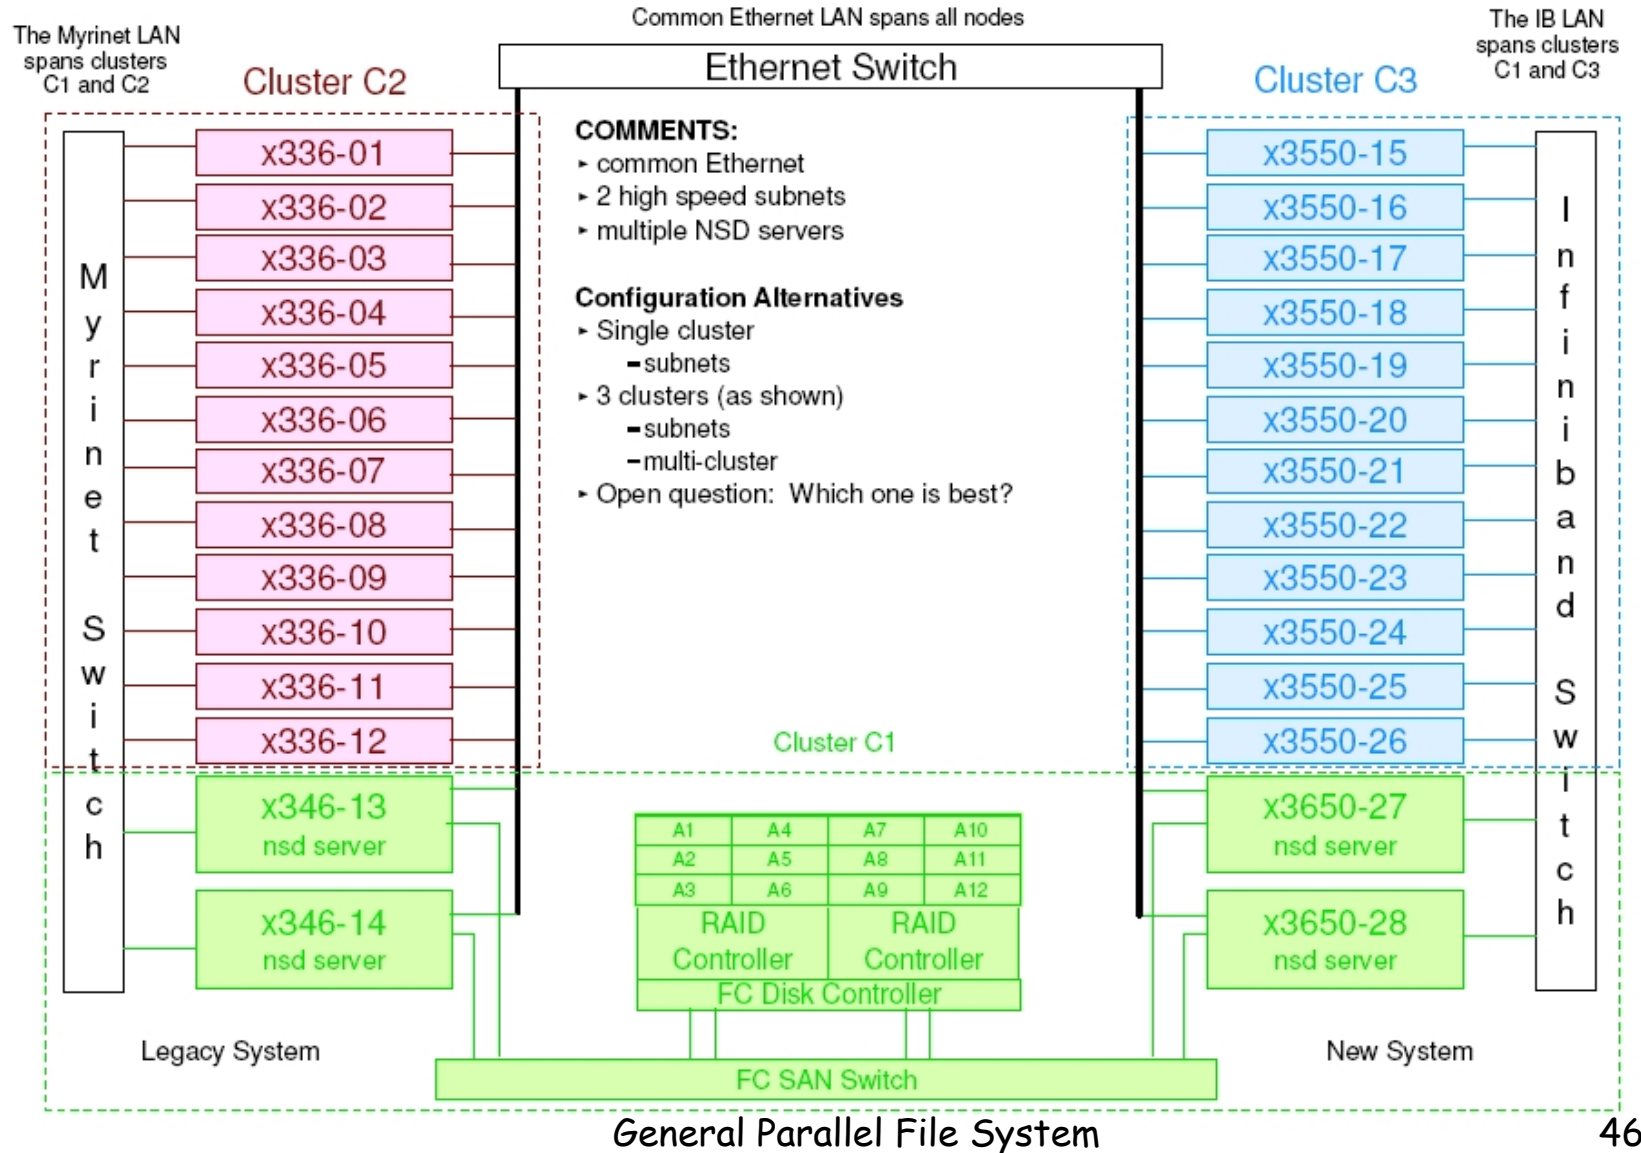 Common Ethernet LAN spans all nodes
The Myrinet LAN
spans clusters
C1 and C2
Cluster C2
Ethernet Switch
Cluster C3
The IB LAN
spans clusters
C1 and C3
Myrinet Switch
x336-01
x336-02
x336-03
x336-04
x336-05
x336-06
x336-07
x336-08
x336-09
x336-10
x336-11
x336-12
COMMENTS:
▸ common Ethernet
▸ 2 high speed subnets
▸ multiple NSD servers
Configuration Alternatives
▸ Single cluster
–subnets
▸ 3 clusters (as shown)
–subnets
–multi-cluster
▸ Open question: Which one is best?
x3550-15
x3550-16
x3550-17
x3550-18
x3550-19
x3550-20
x3550-21
x3550-22
x3550-23
x3550-24
x3550-25
x3550-26
Infiniband Switch
Cluster C1
x346-13
nsd server
x346-14
nsd server
A1 A4 A7 A10
A2 A5 A8 A11
A3 A6 A9 A12
RAID
Controller
RAID
Controller
FC Disk Controller
x3650-27
nsd server
x3650-28
nsd server
Legacy System
New System
FC SAN Switch
General Parallel File System
46